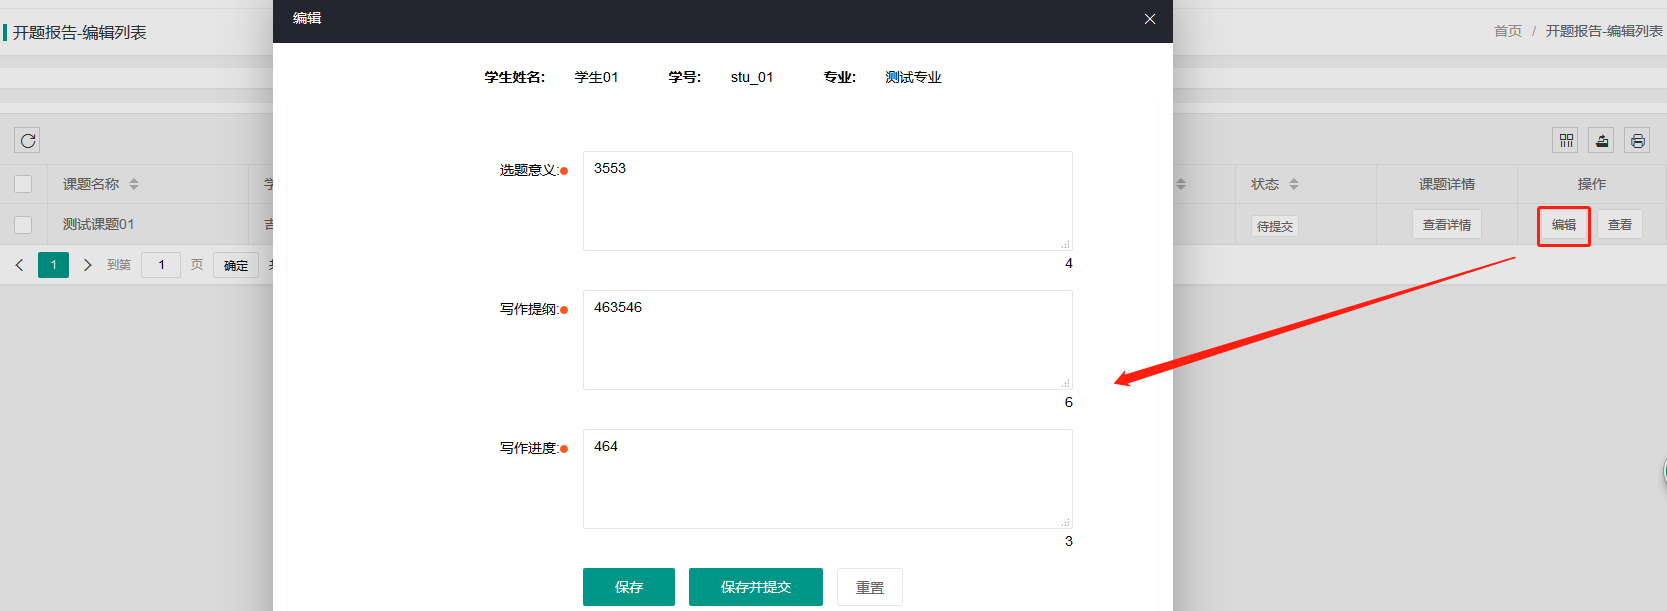 编辑
开题报告-编辑列表
首页 / 开题报告-编辑列表
学生姓名: 学生01 学号: stu_01 专业: 测试专业
选题意义: 3553
4
课题名称 状态 课题详情 操作
测试课题01 待提交 查看详情 编辑 查看
1 到第 1 页 确定
写作提纲: 463546
6
写作进度: 464
3
保存 保存并提交 重置